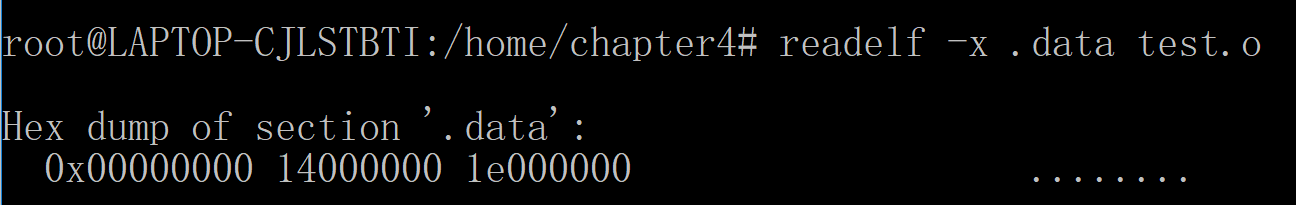 root@LAPTOP-CJLSTBTI:/home/chapter4# readelf -x .data test.o
Hex dump of section '.data':
0x00000000 14000000 1e000000 ........